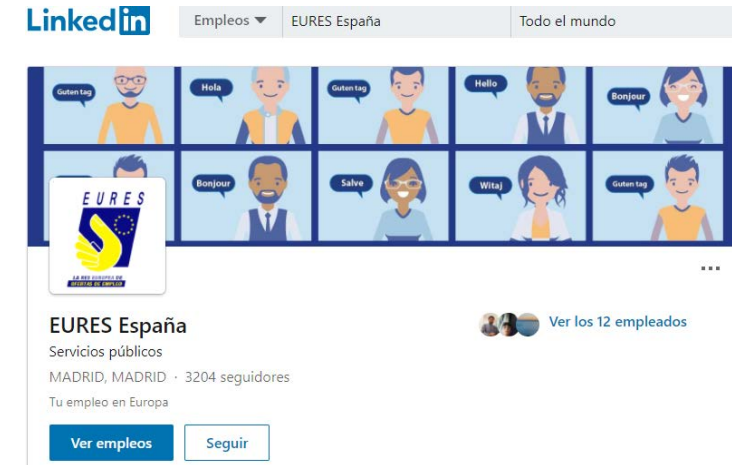 Linked in
Empleos EURES España Todo el mundo
Guten tag Hola Guten tag Hello Bonjour
Bonjour Salve Witaj Guten tag
EURES
LA RED EUROPEA DE
OFERTAS DE EMPLEO
EURES España
Ver los 12 empleados
Servicios públicos
MADRID, MADRID · 3204 seguidores
Tu empleo en Europa
Ver empleos Seguir